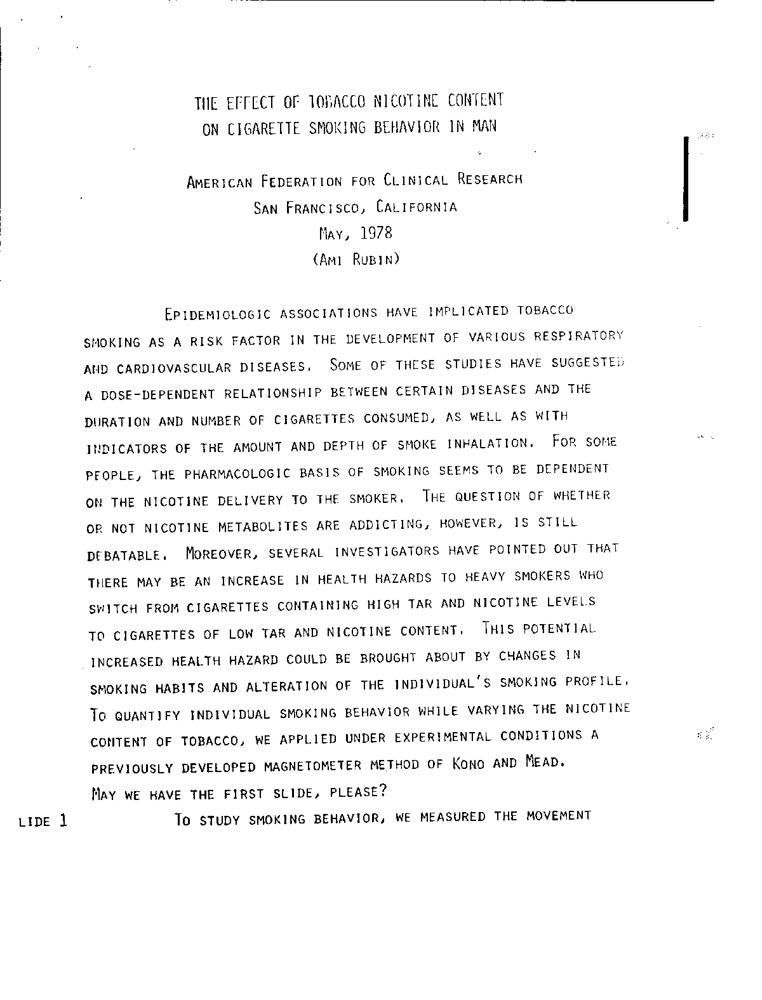 THE EFFECT OF TOBACCO NICOTINE CONTENT
ON CIGARETTE SMOKING BEHAVIOR IN MAN
AMERICAN FEDERATION FOR CLINICAL RESEARCH
SAN FRANCISCO, CALIFORNIA
MAY, 1978
(AMI RUBIN)
EPIDEMIOLOGIC ASSOCIATIONS HAVE IMPLICATED TOBACCO
SMOKING AS A RISK FACTOR IN THE DEVELOPMENT OF VARIOUS RESPIRATORY
AND CARDIOVASCULAR DISEASES. SOME OF THESE STUDIES HAVE SUGGESTED
A DOSE-DEPENDENT RELATIONSHIP BETWEEN CERTAIN DISEASES AND THE
DURATION AND NUMBER OF CIGARETTES CONSUMED, AS WELL AS WITH
INDICATORS OF THE AMOUNT AND DEPTH OF SMOKE INHALATION. FOR SOME
PEOPLE, THE PHARMACOLOGIC BASIS OF SMOKING SEEMS TO BE DEPENDENT
ON THE NICOTINE DELIVERY TO THE SMOKER. THE QUESTION OF WHETHER
OR NOT NICOTINE METABOLITES ARE ADDICTING, HOWEVER, IS STILL
DEBATABLE. MOREOVER, SEVERAL INVESTIGATORS HAVE POINTED OUT THAT
THERE MAY BE AN INCREASE IN HEALTH HAZARDS TO HEAVY SMOKERS WHO
SWITCH FROM CIGARETTES CONTAINING HIGH TAR AND NICOTINE LEVELS
TO CIGARETTES OF LOW TAR AND NICOTINE CONTENT. THIS POTENTIAL
INCREASED HEALTH HAZARD COULD BE BROUGHT ABOUT BY CHANGES IN
SMOKING HABITS AND ALTERATION OF THE INDIVIDUAL'S SMOKING PROFILE.
TO QUANTIFY INDIVIDUAL SMOKING BEHAVIOR WHILE VARYING THE NICOTINE
CONTENT OF TOBACCO, WE APPLIED UNDER EXPERIMENTAL CONDITIONS A
PREVIOUSLY DEVELOPED MAGNETOMETER METHOD OF KONO AND MEAD.
MAY WE HAVE THE FIRST SLIDE, PLEASE?
LIDE 1 TO STUDY SMOKING BEHAVIOR, WE MEASURED THE MOVEMENT